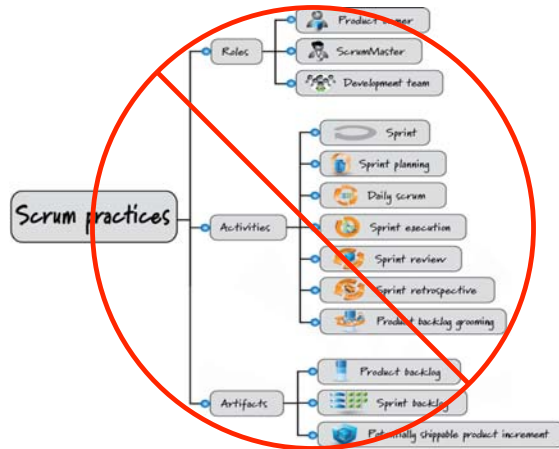 Scrum practices
Roles
Product owner
ScrumMaster
Development team
Activities
Sprint
Sprint planning
Daily scrum
Sprint execution
Sprint review
Sprint retrospective
Product backlog grooming
Artifacts
Product backlog
Sprint backlog
Potentially shippable product increment